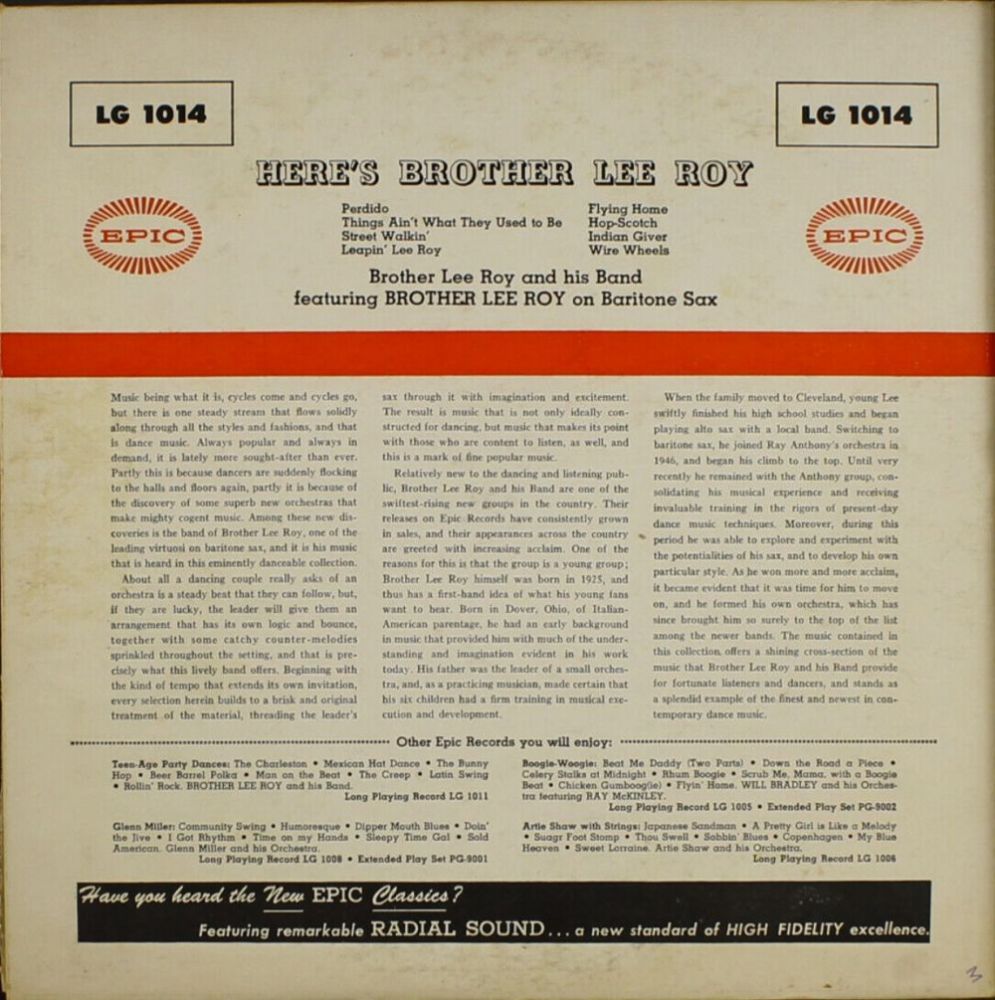 LG 1014
LG 1014
HERE'S BROTHER LEE ROY
EPIC
EPIC
Perdido
Things Ain't What They Used to Be
Street Walkin'
Leapin' Lee Roy
Flying Home
Hop-Scotch
Indian Giver
Wire Wheels
Brother Lee Roy and his Band
featuring BROTHER LEE ROY on Baritone Sax
Music being what it is, cycles come and cycles go,
but there is one steady stream that flows solidly
along through all the styles and fashions, and that
is dance music. Always popular and always in
demand, it is lately more sought-after than ever.
Partly this is because dancers are suddenly flocking
to the halls and floors again, partly it is because of
the discovery of some superb new orchestras that
make mighty cogent music. Among these new dis-
coveries is the band of Brother Lee Roy, one of the
leading virtuosi on baritone sax, and it is his music
that is heard in this eminently danceable collection.
About all a dancing couple really asks of an
orchestra is a steady beat that they can follow, but,
if they are lucky, the leader will give them an
arrangement that has its own logic and bounce,
together with some catchy counter-melodies
sprinkled throughout the setting, and that is pre-
cisely what this lively band offers. Beginning with
the kind of tempo that extends its own invitation,
every selection herein builds to a brisk and original
treatment of the material, threading the leader's
sax through it with imagination and excitement.
The result is music that is not only ideally con-
structed for dancing, but music that makes its point
with those who are content to listen, as well, and
this is a mark of fine popular music.
Relatively new to the dancing and listening pub-
lic, Brother Lee Roy and his Band are one of the
swiftest-rising new groups in the country. Their
releases on Epic Records have consistently grown
in sales, and their appearances across the country
are greeted with increasing acclaim. One of the
reasons for this is that the group is a young group;
Brother Lee Roy himself was born in 1925, and
thus has a first-hand idea of what his young fans
want to hear. Born in Dover, Ohio, of Italian-
American parentage, he had an early background
in music that provided him with much of the under-
standing and imagination evident in his work
today. His father was the leader of a small orches-
tra, and, as a practicing musician, made certain that
his six children had a firm training in musical exe-
cution and development.
When the family moved to Cleveland, young Lee
swiftly finished his high school studies and began
playing alto sax with a local band. Switching to
baritone sax, he joined Ray Anthony's orchestra in
1946, and began his climb to the top. Until very
recently he remained with the Anthony group, con-
solidating his musical experience and receiving
invaluable training in the rigors of present-day
dance music techniques. Moreover, during this
period he was able to explore and experiment with
the potentialities of his sax, and to develop his own
particular style. As he won more and more acclaim,
it became evident that it was time for him to move
on, and he formed his own orchestra, which has
since brought him so surely to the top of the list
among the newer bands. The music contained in
this collection offers a shining cross-section of the
music that Brother Lee Roy and his Band provide
for fortunate listeners and dancers, and stands as
a splendid example of the finest and newest in con-
temporary dance music.
Other Epic Records you will enjoy:
Teen-Age Party Dances: The Charleston • Mexican Hat Dance • The Bunny
Hop • Beer Barrel Polka • Man on the Beat • The Creep • Latin Swing
• Rollin' Rock. BROTHER LEE ROY and his Band.
Long Playing Record LG 1011
Glenn Miller: Community Swing • Humoresque • Dipper Mouth Blues • Doin'
the Jive • I Got Rhythm • Time on my Hands • Sleepy Time Gal • Sold
American. Glenn Miller and his Orchestra.
Long Playing Record LG 1008 • Extended Play Set PG-9001
Boogie-Woogie: Beat Me Daddy (Two Parts) • Down the Road a Piece •
Celery Stalks at Midnight • Rhum Boogie • Scrub Me, Mama, with a Boogie
Beat • Chicken Gumboog(ie) • Flyin' Home. WILL BRADLEY and his Orches-
tra featuring RAY McKINLEY.
Long Playing Record LG 1005 • Extended Play Set PG-9002
Artie Shaw with Strings: Japanese Sandman • A Pretty Girl is Like a Melody
• Sugar Foot Stomp • Thou Swell • Sobbin' Blues • Copenhagen • My Blue
Heaven • Sweet Lorraine. Artie Shaw and his Orchestra.
Long Playing Record LG 1006
Have you heard the New EPIC Classics?
Featuring remarkable RADIAL SOUND... a new standard of HIGH FIDELITY excellence.
3